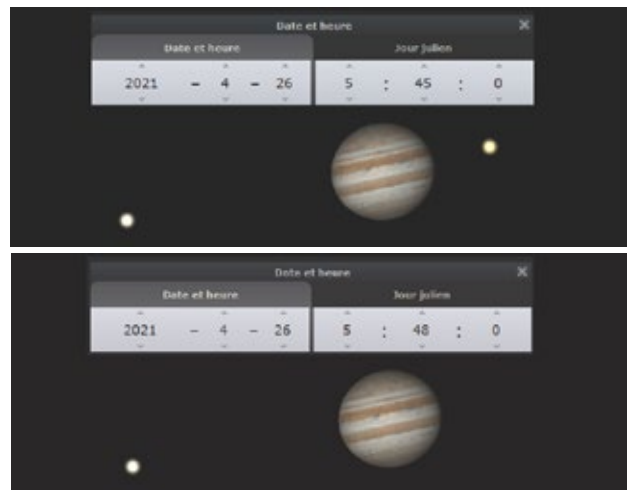 Date et heure
Date et heure Jour julien
2021 - 4 - 26 5 : 45 : 0
Date et heure
Date et heure Jour julien
2021 - 4 - 26 5 : 48 : 0